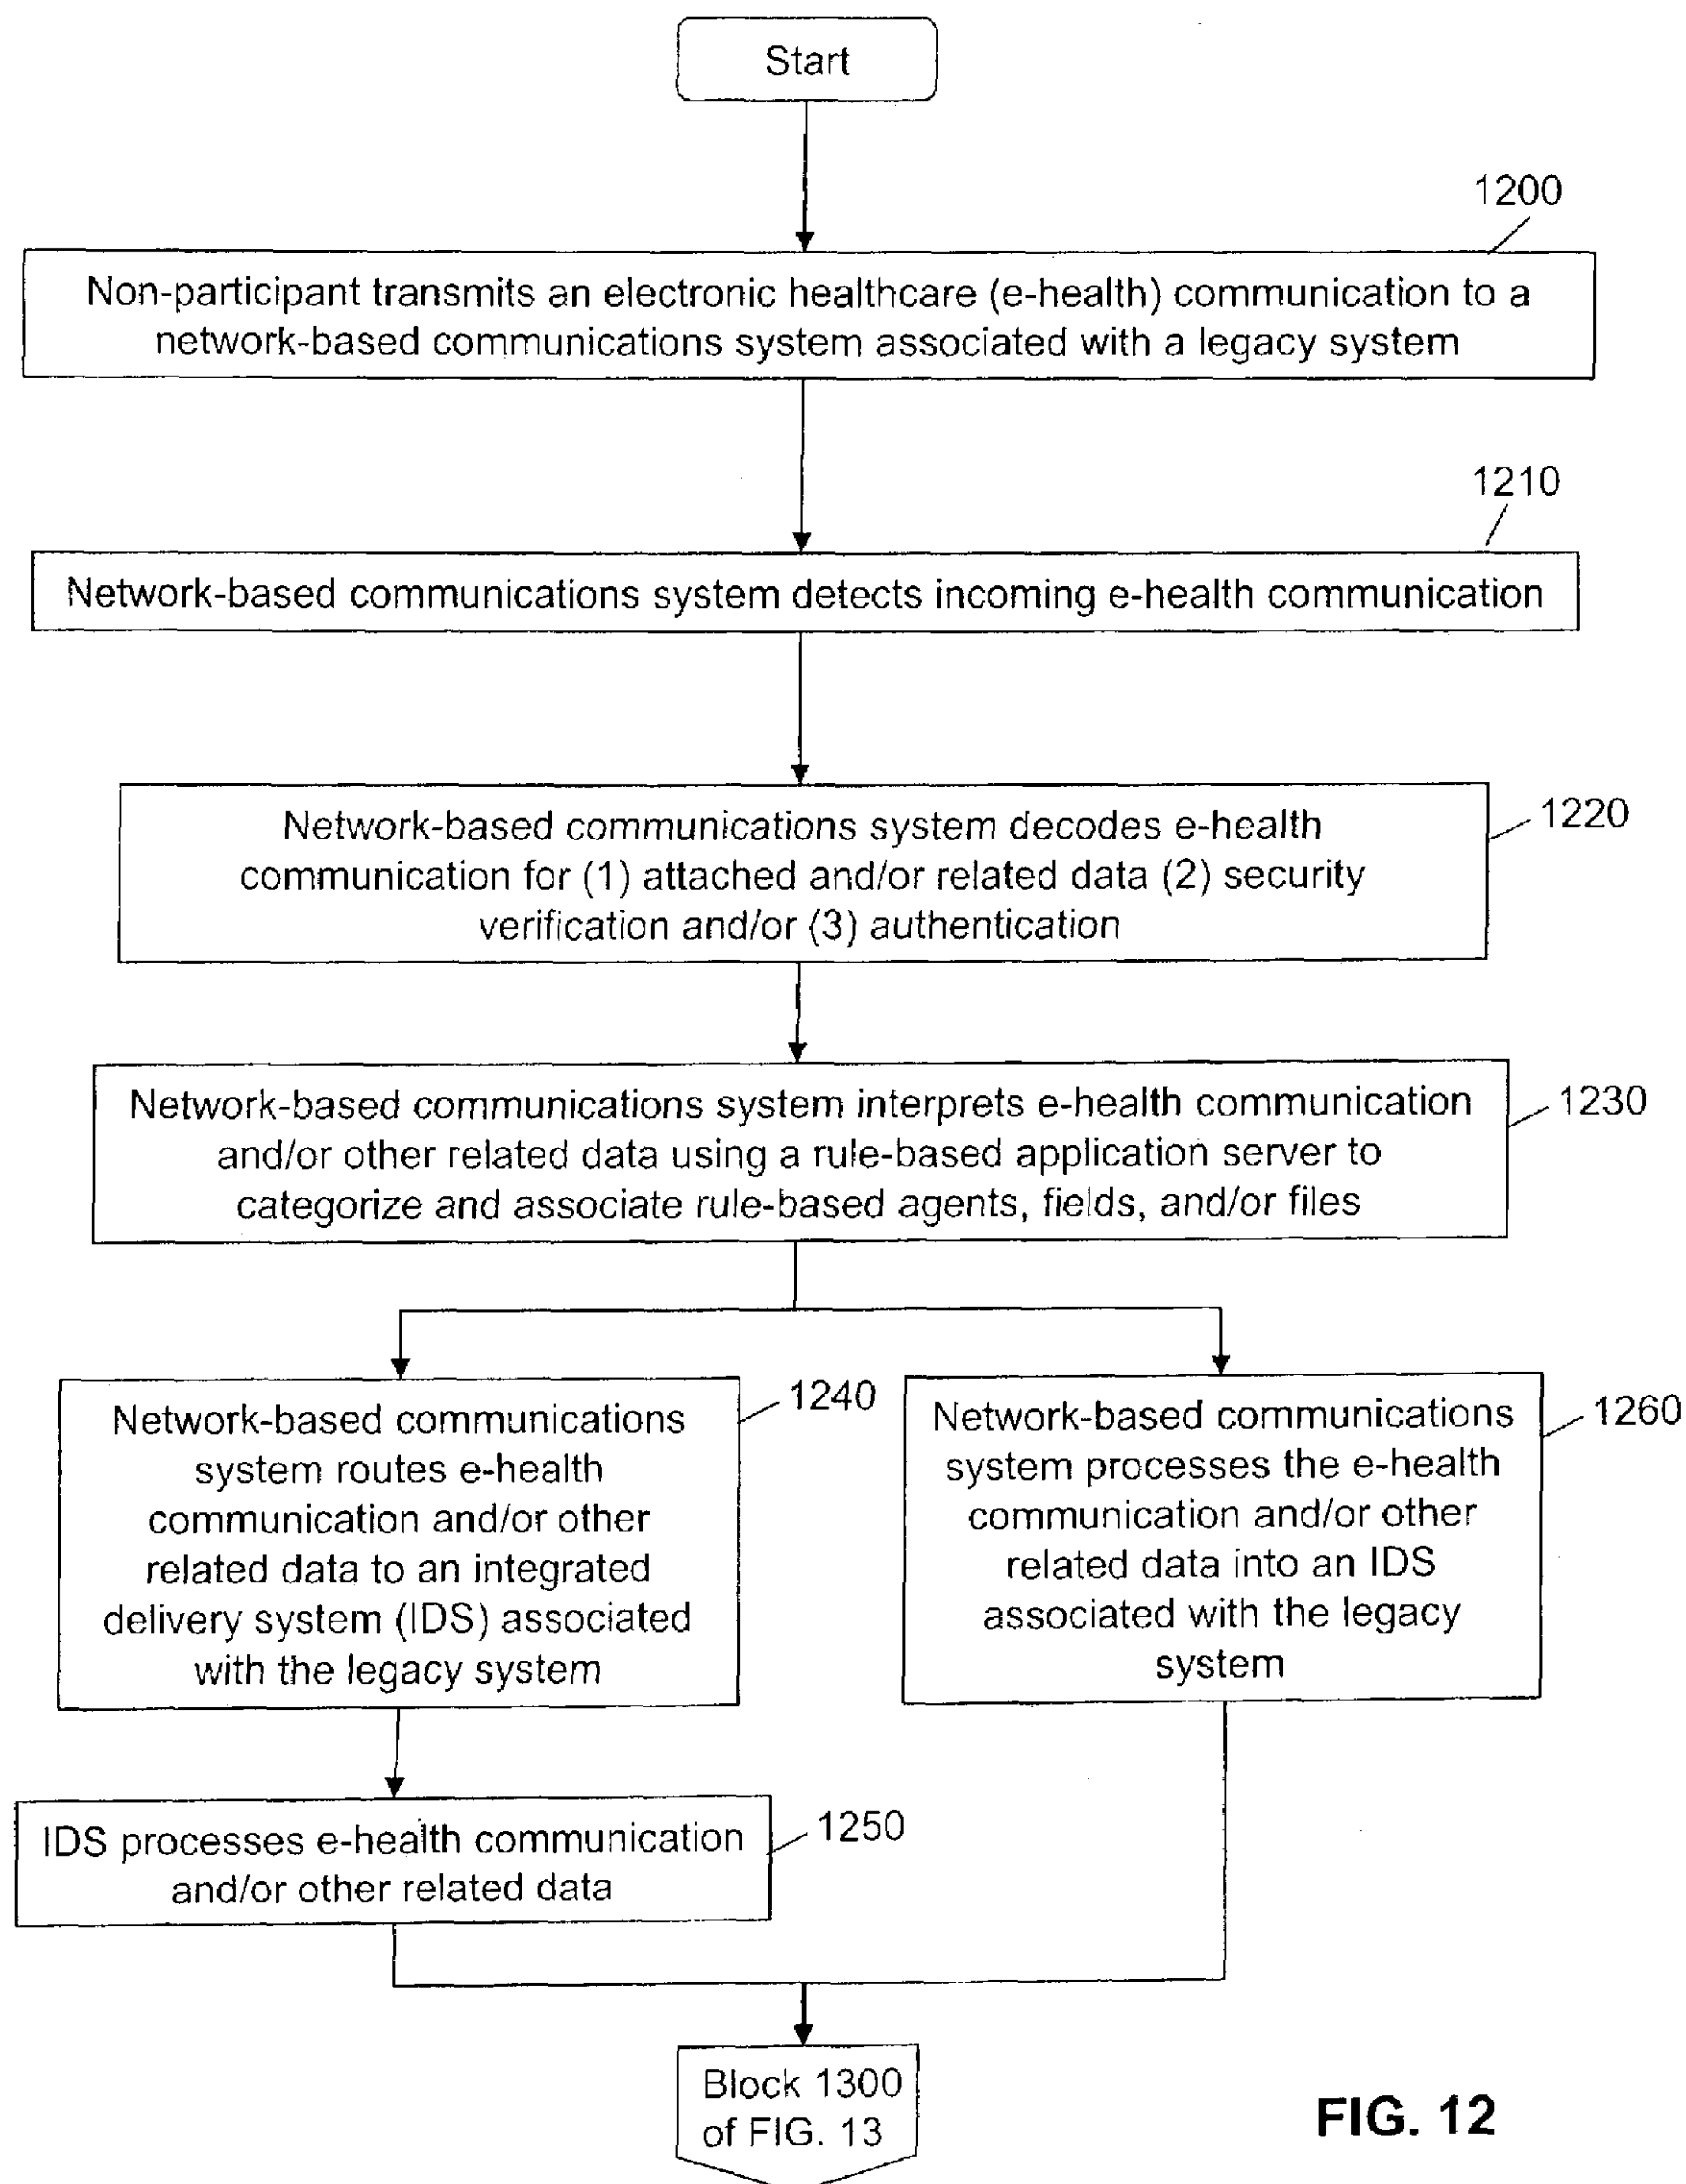 Start
1200
Non-participant transmits an electronic healthcare (e-health) communication to a
network-based communications system associated with a legacy system
1210
Network-based communications system detects incoming e-health communication
1220
Network-based communications system decodes e-health
communication for (1) attached and/or related data (2) security
verification and/or (3) authentication
1230
Network-based communications system interprets e-health communication
and/or other related data using a rule-based application server to
categorize and associate rule-based agents, fields, and/or files
1240
Network-based communications
system routes e-health
communication and/or other
related data to an integrated
delivery system (IDS) associated
with the legacy system
1260
Network-based communications
system processes the e-health
communication and/or other
related data into an IDS
associated with the legacy
system
1250
IDS processes e-health communication
and/or other related data
Block 1300
of FIG. 13
FIG. 12